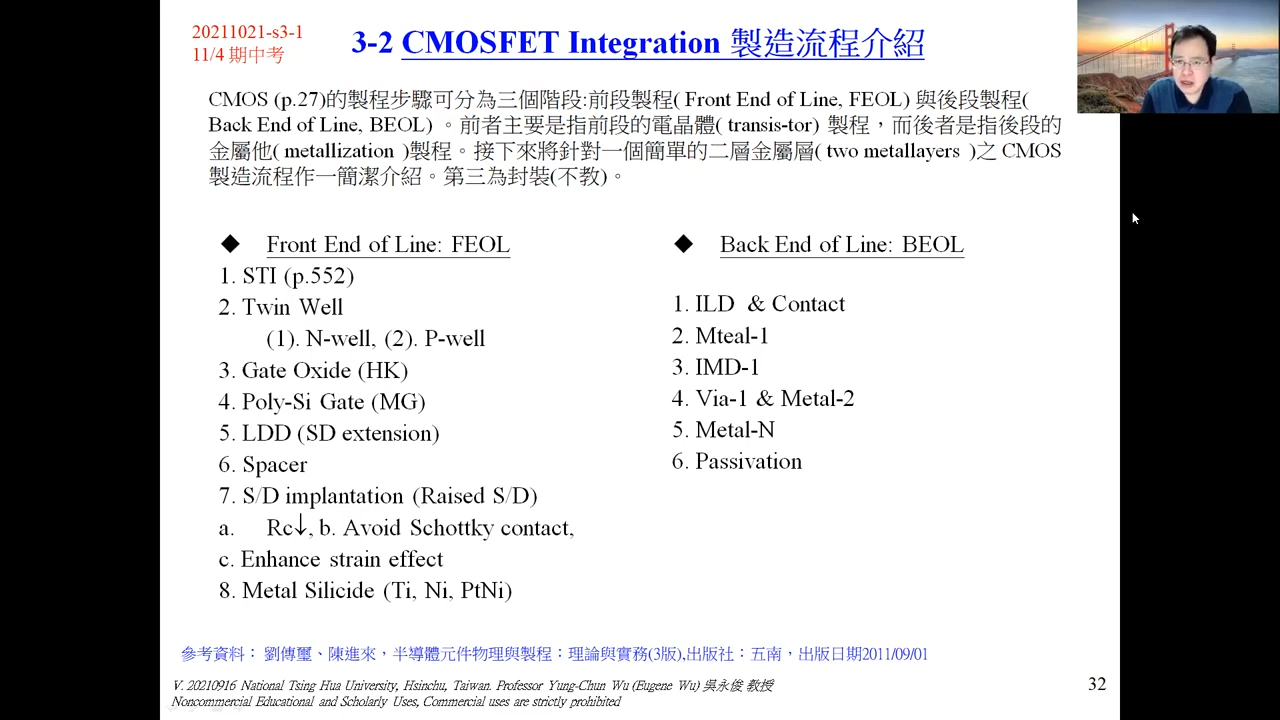 20211021-s3-1
11/4 期中考
3-2 CMOSFET Integration 製造流程介紹
CMOS (p.27)的製程步驟可分為三個階段:前段製程( Front End of Line, FEOL) 與後段製程(
Back End of Line, BEOL) 。前者主要是指前段的電晶體( transis-tor) 製程，而後者是指後段的
金屬他( metallization )製程。接下來將針對一個簡單的二層金屬層( two metallayers )之 CMOS
製造流程作一簡潔介紹。第三為封裝(不教)。
◆ Front End of Line: FEOL
1. STI (p.552)
2. Twin Well
(1). N-well, (2). P-well
3. Gate Oxide (HK)
4. Poly-Si Gate (MG)
5. LDD (SD extension)
6. Spacer
7. S/D implantation (Raised S/D)
a. Rc↓, b. Avoid Schottky contact,
c. Enhance strain effect
8. Metal Silicide (Ti, Ni, PtNi)
◆ Back End of Line: BEOL
1. ILD & Contact
2. Mteal-1
3. IMD-1
4. Via-1 & Metal-2
5. Metal-N
6. Passivation
參考資料： 劉傳璽、陳進來，半導體元件物理與製程：理論與實務(3版),出版社：五南，出版日期2011/09/01
V. 20210916 National Tsing Hua University, Hsinchu, Taiwan. Professor Yung-Chun Wu (Eugene Wu) 吳永俊 教授
Noncommercial Educational and Scholarly Uses, Commercial uses are strictly prohibited
32